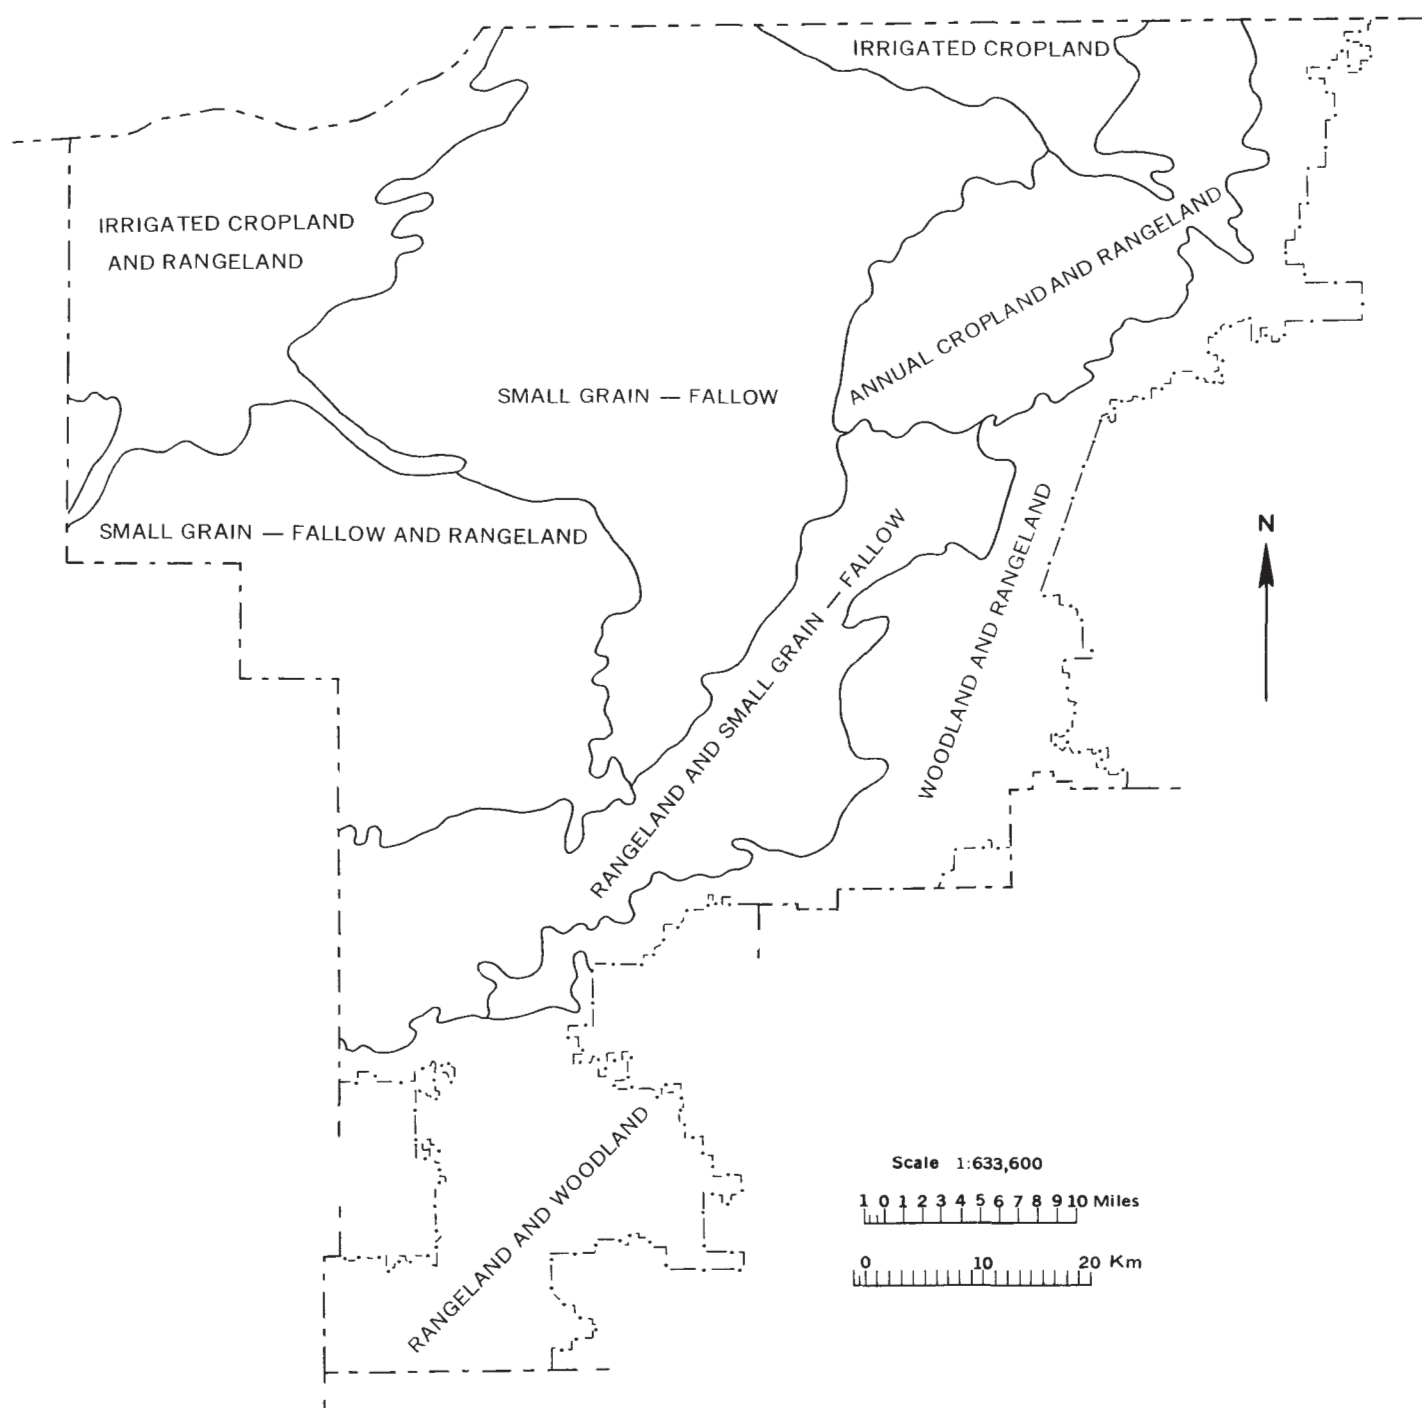 IRRIGATED CROPLAND
IRRIGATED CROPLAND
AND RANGELAND
ANNUAL CROPLAND AND RANGELAND
SMALL GRAIN — FALLOW
SMALL GRAIN — FALLOW AND RANGELAND
RANGELAND AND SMALL GRAIN — FALLOW
WOODLAND AND RANGELAND
N
RANGELAND AND WOODLAND
Scale 1:633,600
1 0 1 2 3 4 5 6 7 8 9 10 Miles
0 10 20 Km